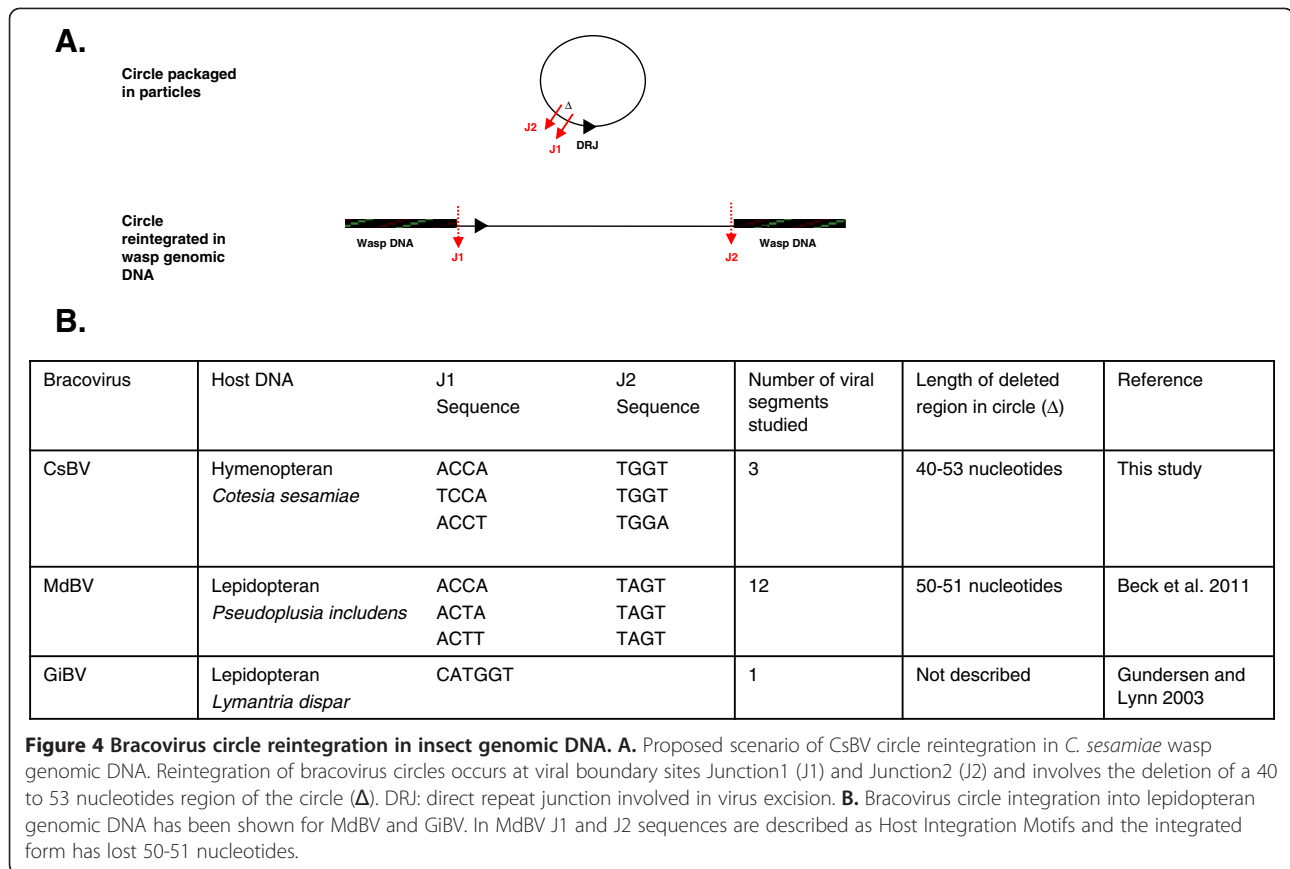 A.
Circle packaged
in particles
Δ
J2
J1
DRJ
Circle
reintegrated in
wasp genomic
DNA
Wasp DNA
J1
J2
Wasp DNA
B.
Bracovirus Host DNA J1 Sequence J2 Sequence Number of viral segments studied Length of deleted region in circle (Δ) Reference
CsBV Hymenopteran ACCA TGGT 3 40-53 nucleotides This study
Cotesia sesamiae TCCA TGGT
ACCT TGGA
MdBV Lepidopteran ACCA TAGT 12 50-51 nucleotides Beck et al. 2011
Pseudoplusia includens ACTA TAGT
ACTT TAGT
GiBV Lepidopteran CATGGT 1 Not described Gundersen and
Lymantria dispar Lynn 2003
Figure 4 Bracovirus circle reintegration in insect genomic DNA. A. Proposed scenario of CsBV circle reintegration in C. sesamiae wasp
genomic DNA. Reintegration of bracovirus circles occurs at viral boundary sites Junction1 (J1) and Junction2 (J2) and involves the deletion of a 40
to 53 nucleotides region of the circle (Δ). DRJ: direct repeat junction involved in virus excision. B. Bracovirus circle integration into lepidopteran
genomic DNA has been shown for MdBV and GiBV. In MdBV J1 and J2 sequences are described as Host Integration Motifs and the integrated
form has lost 50-51 nucleotides.